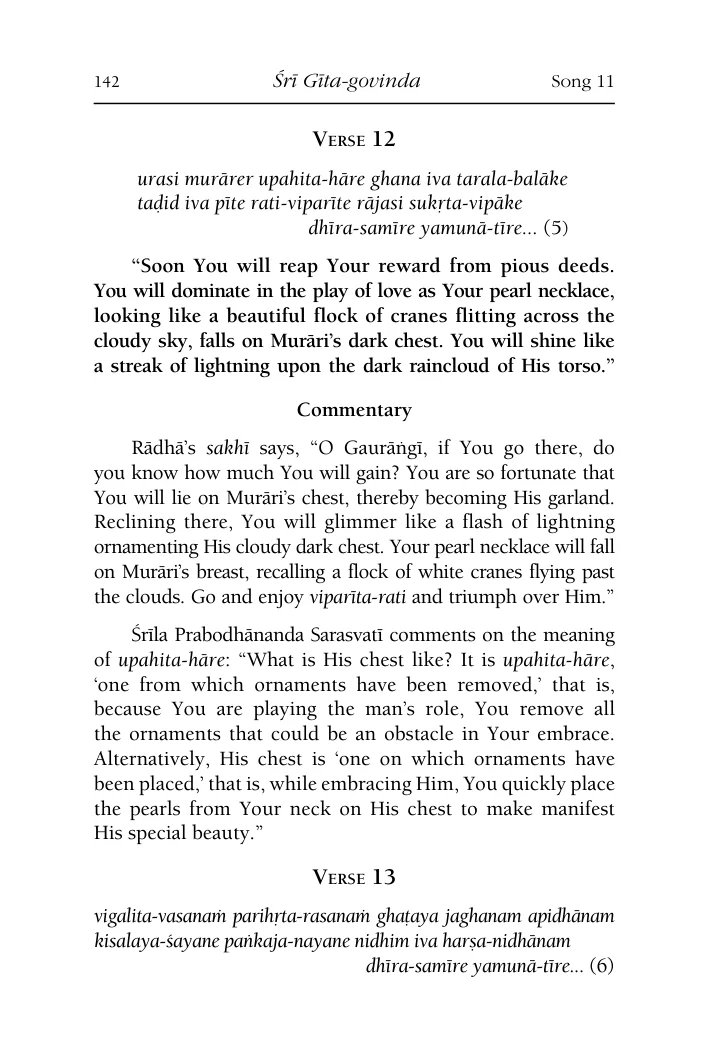 142 Śrī Gīta-govinda Song 11
VERSE 12
urasi murārer upahita-hāre ghana iva tarala-balāke
taḍid iva pīte rati-viparīte rājasi sukṛta-vipāke
dhīra-samīre yamunā-tīre... (5)
“Soon You will reap Your reward from pious deeds.
You will dominate in the play of love as Your pearl necklace,
looking like a beautiful flock of cranes flitting across the
cloudy sky, falls on Murāri’s dark chest. You will shine like
a streak of lightning upon the dark raincloud of His torso.”
Commentary
Rādhā’s sakhī says, “O Gaurāṅgī, if You go there, do
you know how much You will gain? You are so fortunate that
You will lie on Murāri’s chest, thereby becoming His garland.
Reclining there, You will glimmer like a flash of lightning
ornamenting His cloudy dark chest. Your pearl necklace will fall
on Murāri’s breast, recalling a flock of white cranes flying past
the clouds. Go and enjoy viparīta-rati and triumph over Him.”
Śrīla Prabodhānanda Sarasvatī comments on the meaning
of upahita-hāre: “What is His chest like? It is upahita-hāre,
‘one from which ornaments have been removed,’ that is,
because You are playing the man’s role, You remove all
the ornaments that could be an obstacle in Your embrace.
Alternatively, His chest is ‘one on which ornaments have
been placed,’ that is, while embracing Him, You quickly place
the pearls from Your neck on His chest to make manifest
His special beauty.”
VERSE 13
vigalita-vasanaṁ parihṛta-rasanaṁ ghaṭaya jaghanam apidhānam
kisalaya-śayane paṅkaja-nayane nidhim iva harṣa-nidhānam
dhīra-samīre yamunā-tīre... (6)